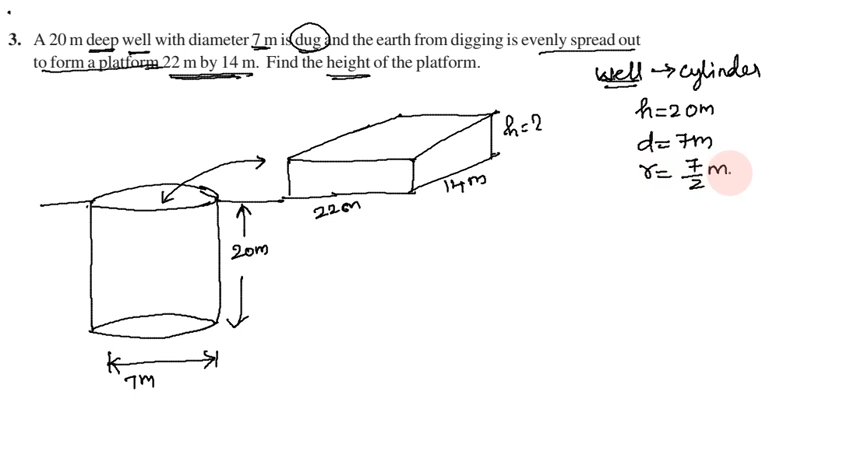 3. A 20 m deep well with diameter 7 m is dug and the earth from digging is evenly spread out
to form a platform 22 m by 14 m. Find the height of the platform.
well → cylinder
h=20m
d=7m
r= 7/2 m.
h=?
14m
22m
20m
7m